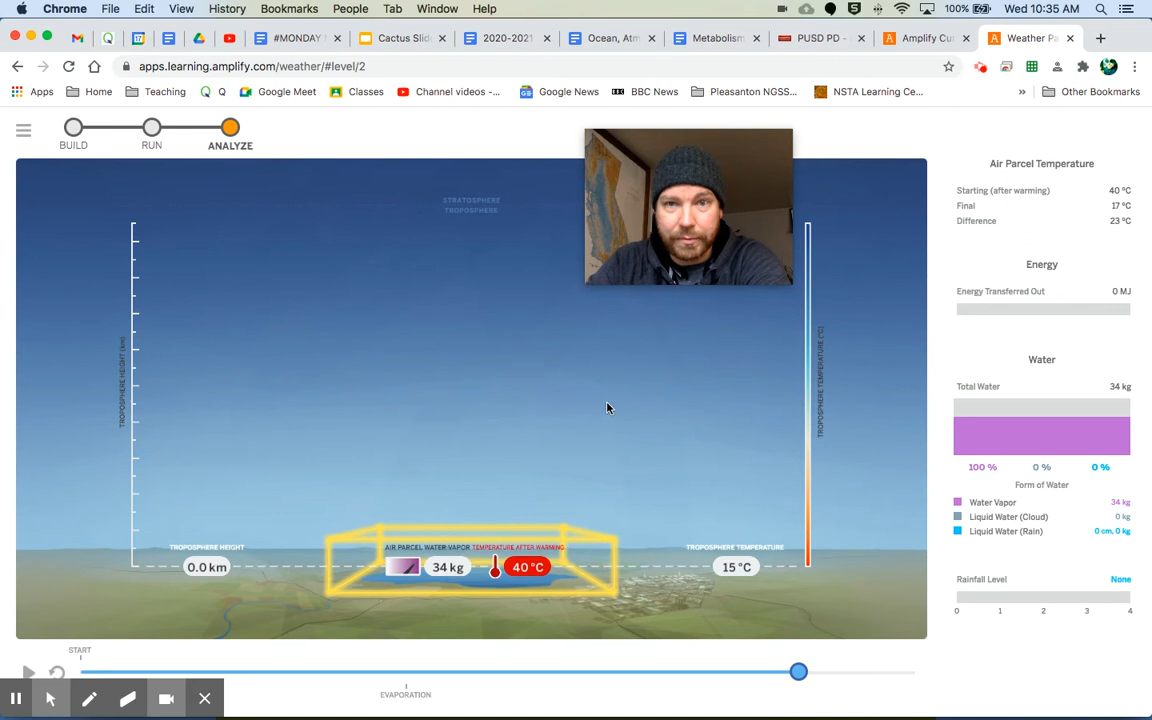 Chrome File Edit View History Bookmarks People Tab Window Help 100% Wed 10:35 AM
#MONDAY Cactus Slid 2020-2021 Ocean, Atm Metabolism PUSD PD - Amplify Cur Weather Pa
apps.learning.amplify.com/weather/#level/2
Apps Home Teaching Q Google Meet Classes Channel videos -... Google News BBC News Pleasanton NGSS... NSTA Learning Ce... » Other Bookmarks
BUILD RUN ANALYZE
STRATOSPHERE
TROPOSPHERE
TROPOSPHERE HEIGHT (km)
TROPOSPHERE TEMPERATURE (°C)
TROPOSPHERE HEIGHT
0.0 km
AIR PARCEL WATER VAPOR TEMPERATURE AFTER WARMING
34 kg 40 °C
TROPOSPHERE TEMPERATURE
15 °C
START
EVAPORATION
Air Parcel Temperature
Starting (after warming) 40 °C
Final 17 °C
Difference 23 °C
Energy
Energy Transferred Out 0 MJ
Water
Total Water 34 kg
100 % 0 % 0 %
Form of Water
Water Vapor 34 kg
Liquid Water (Cloud) 0 kg
Liquid Water (Rain) 0 cm, 0 kg
Rainfall Level None
0 1 2 3 4